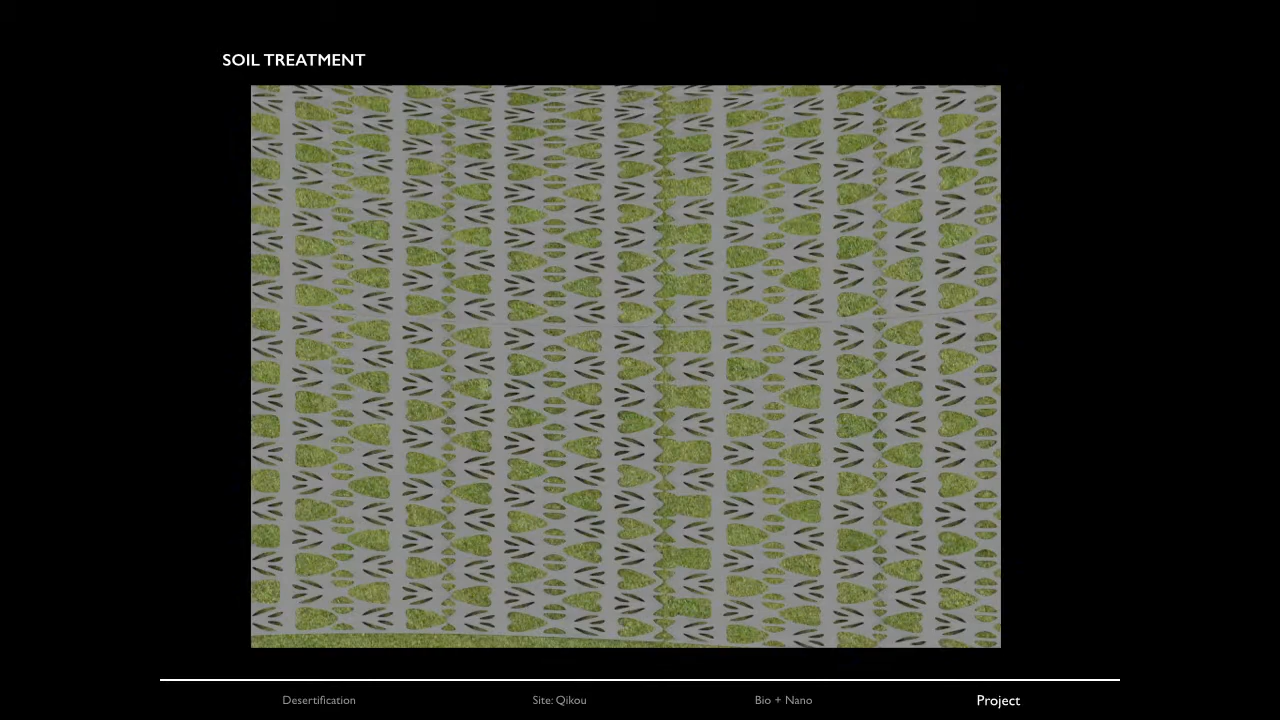 SOIL TREATMENT
Desertification
Site: Qikou
Bio + Nano
Project